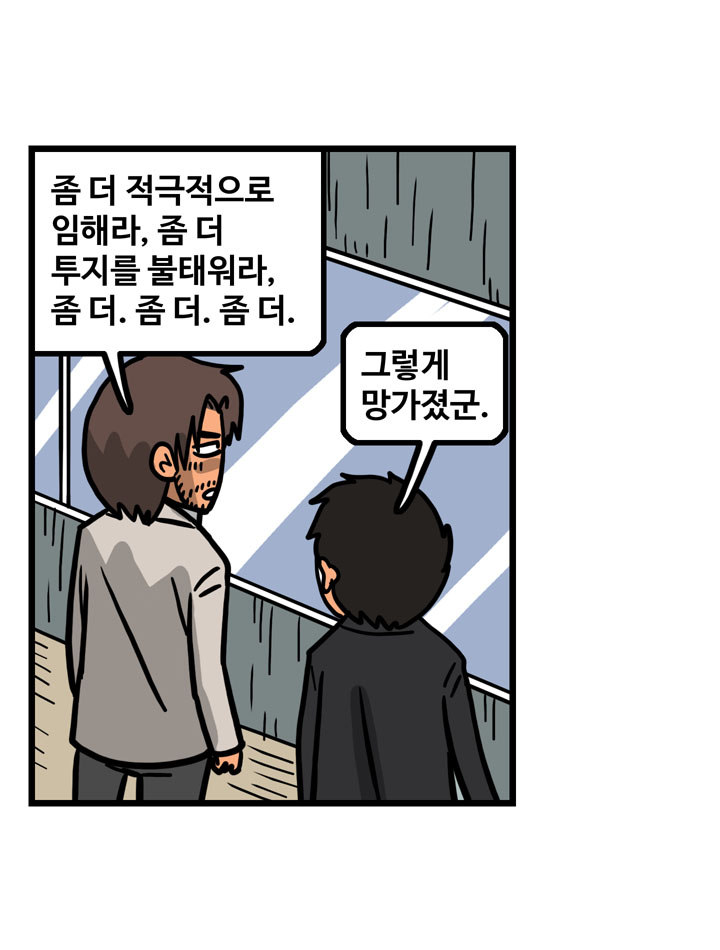 좀 더 적극적으로
임해라, 좀 더
투지를 불태워라,
좀 더. 좀 더. 좀 더.
그렇게
망가졌군.